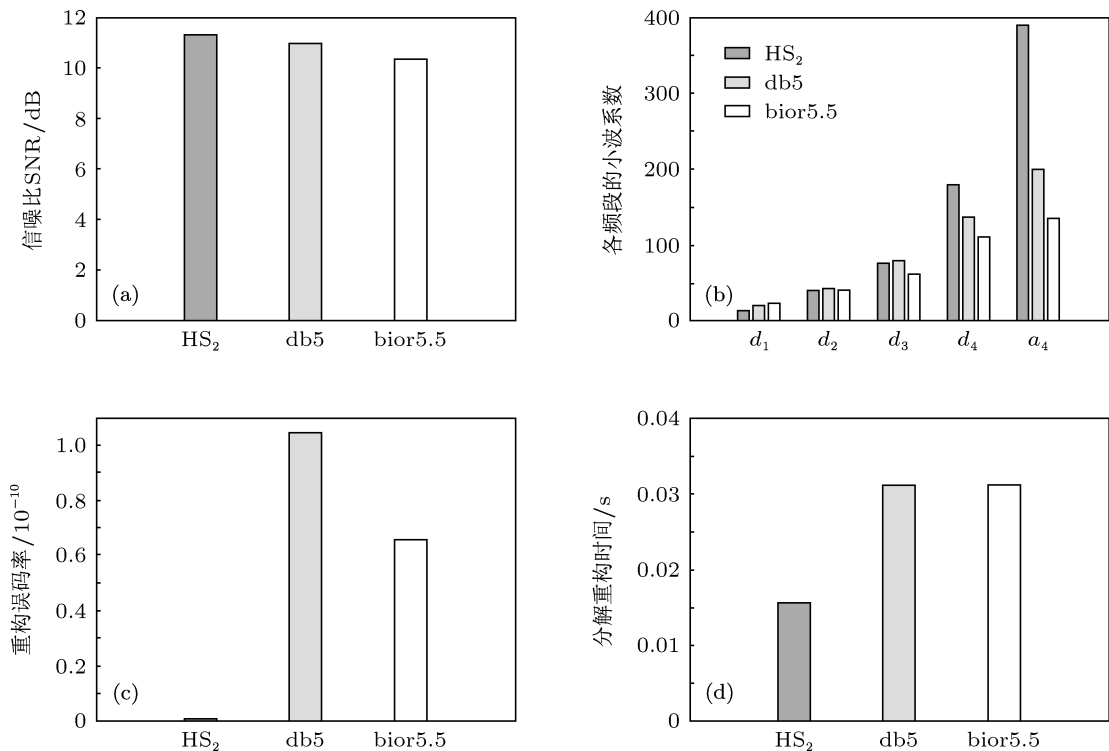 12
10
8
6
4
2
0
信噪比SNR/dB
(a)
HS₂ db5 bior5.5
400
300
200
100
0
各频段的小波系数
HS₂
db5
bior5.5
(b)
d₁ d₂ d₃ d₄ a₄
1.0
0.8
0.6
0.4
0.2
0
重构误码率/10⁻¹⁰
(c)
HS₂ db5 bior5.5
0.04
0.03
0.02
0.01
0
分解重构时间/s
(d)
HS₂ db5 bior5.5